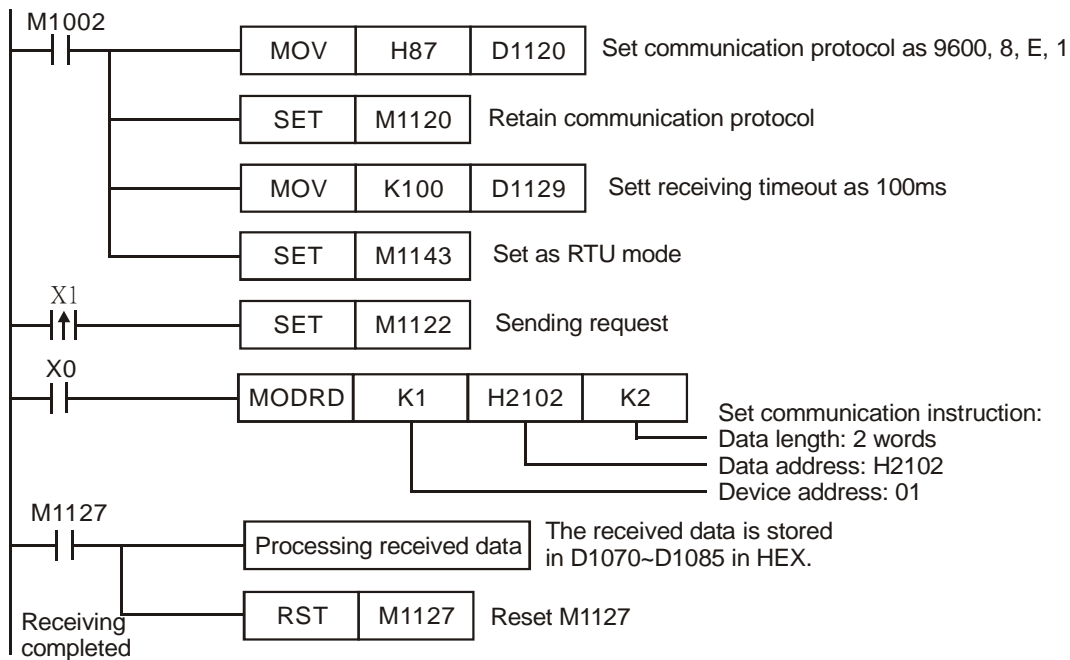 M1002
MOV H87 D1120 Set communication protocol as 9600, 8, E, 1
SET M1120 Retain communication protocol
MOV K100 D1129 Sett receiving timeout as 100ms
SET M1143 Set as RTU mode
X1
SET M1122 Sending request
X0
MODRD K1 H2102 K2
Set communication instruction:
Data length: 2 words
Data address: H2102
Device address: 01
M1127
Processing received data
The received data is stored
in D1070~D1085 in HEX.
RST M1127 Reset M1127
Receiving
completed